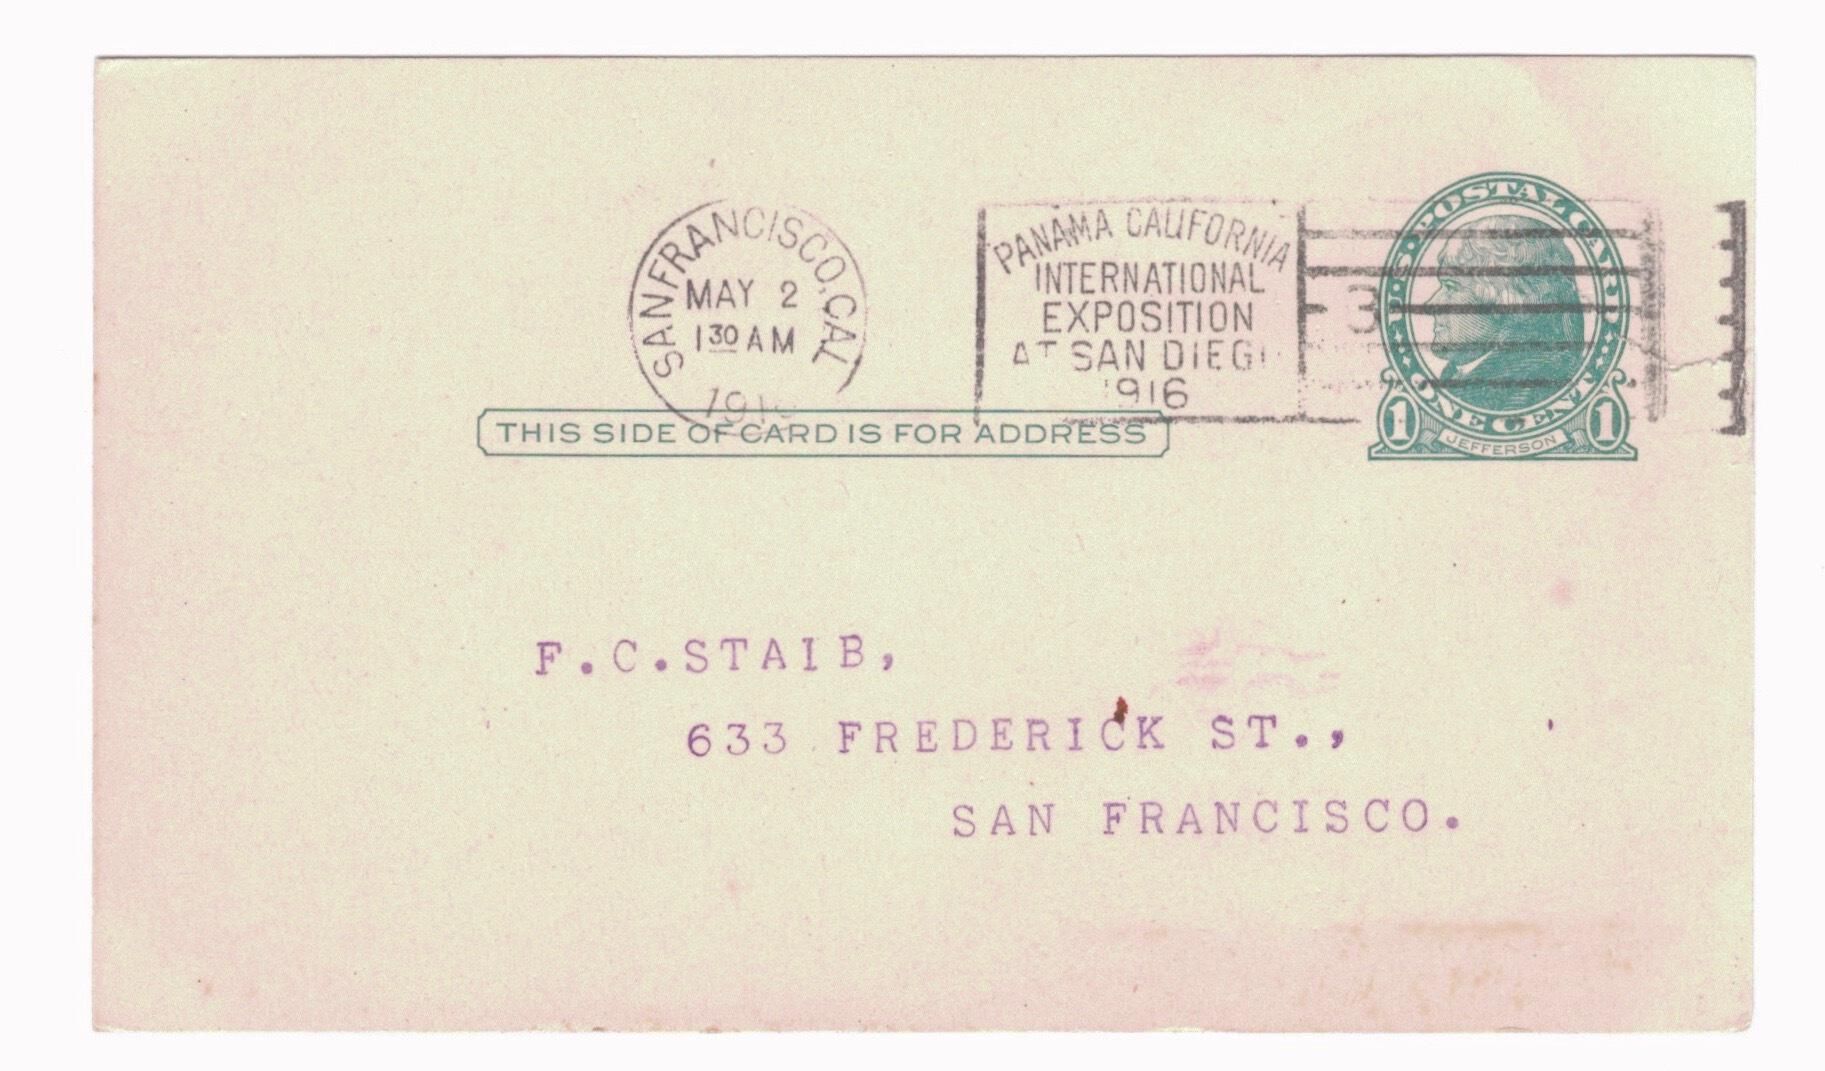 SAN FRANCISCO, CAL
MAY 2
1 30 AM
PANAMA CALIFORNIA
INTERNATIONAL
EXPOSITION
AT SAN DIEG
1916
3
U.S. POSTAL CARD
ONE CENT
1 JEFFERSON 1
THIS SIDE OF CARD IS FOR ADDRESS
F.C.STAIB,
633 FREDERICK ST.,
SAN FRANCISCO.